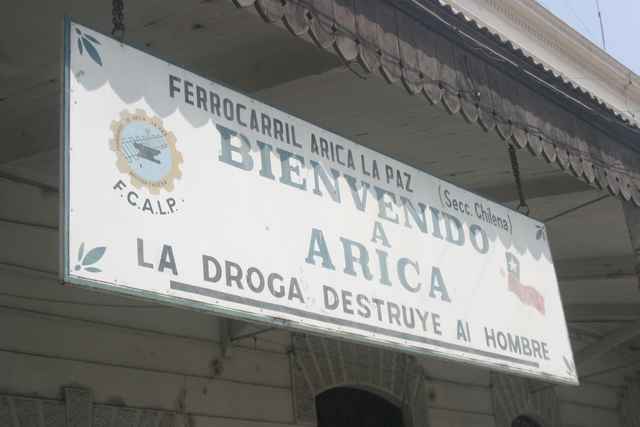 FERROCARRIL ARICA LA PAZ (Secc. Chilena)
BIENVENIDO
A
ARICA
F.C.A.L.P.
LA DROGA DESTRUYE Al HOMBRE